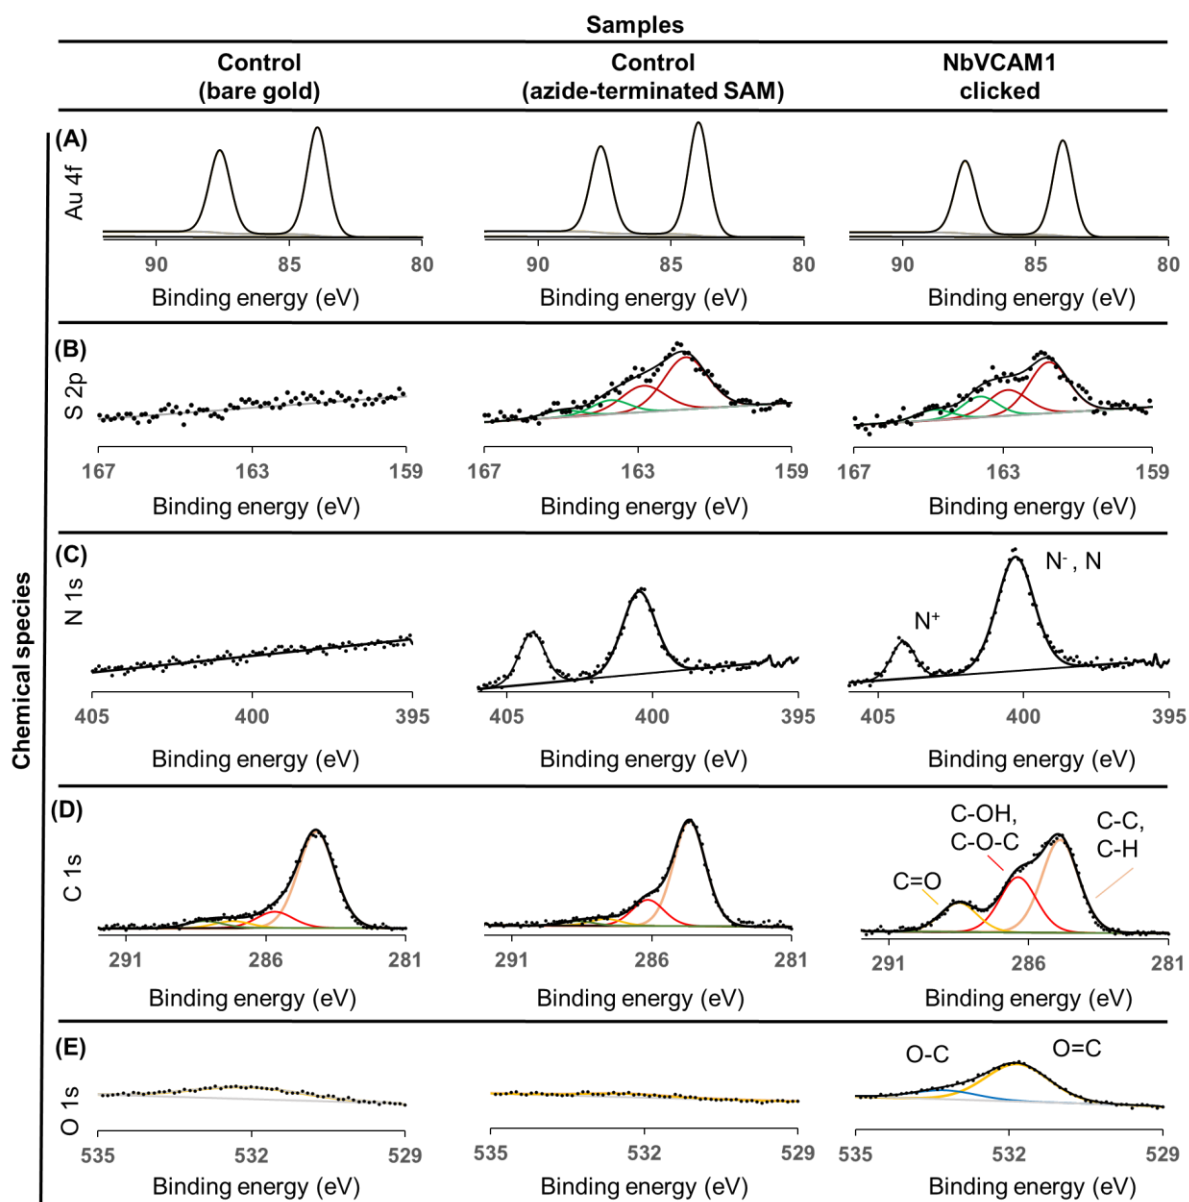 Samples
Control
(bare gold)
Control
(azide-terminated SAM)
NbVCAM1
clicked
Chemical species
(A)
Au 4f
90 85 80
Binding energy (eV)
90 85 80
Binding energy (eV)
90 85 80
Binding energy (eV)
(B)
S 2p
167 163 159
Binding energy (eV)
167 163 159
Binding energy (eV)
167 163 159
Binding energy (eV)
(C)
N 1s
405 400 395
Binding energy (eV)
404 400 395
Binding energy (eV)
N⁺
N⁻ , N
405 400 395
Binding energy (eV)
(D)
C 1s
291 286 281
Binding energy (eV)
291 286 281
Binding energy (eV)
C=O
C-OH,
C-O-C
C-C,
C-H
291 286 281
Binding energy (eV)
(E)
O 1s
535 532 529
Binding energy (eV)
535 532 529
Binding energy (eV)
O-C
O=C
535 532 529
Binding energy (eV)